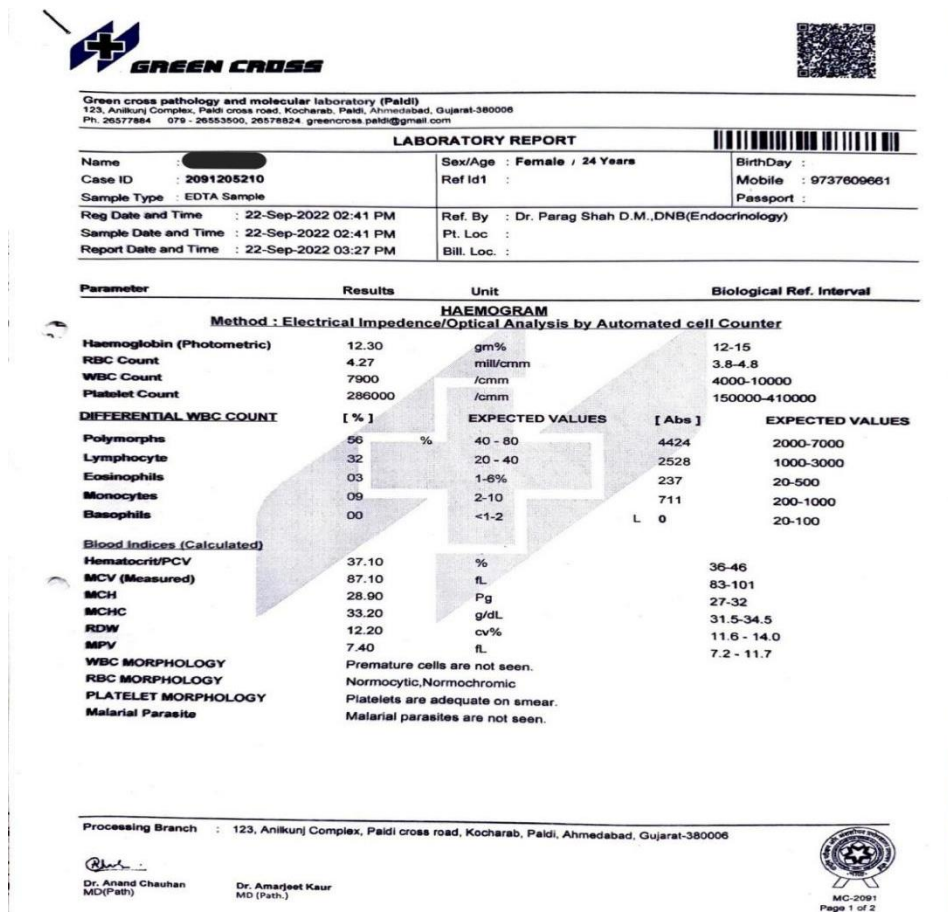 GREEN CROSS
Green cross pathology and molecular laboratory (Paldi)
123, Anilkunj Complex, Paldi cross road, Kocharab, Paldi, Ahmedabad, Gujarat-380006
Ph. 26577884 079 - 26553500, 26578824 greencross.paldi@gmail.com
LABORATORY REPORT
Name : Sex/Age : Female / 24 Years BirthDay :
Case ID : 2091205210 Ref Id1 : Mobile : 9737609661
Sample Type : EDTA Sample Passport :
Reg Date and Time : 22-Sep-2022 02:41 PM Ref. By : Dr. Parag Shah D.M.,DNB(Endocrinology)
Sample Date and Time : 22-Sep-2022 02:41 PM Pt. Loc :
Report Date and Time : 22-Sep-2022 03:27 PM Bill. Loc. :
Parameter Results Unit Biological Ref. Interval
HAEMOGRAM
Method : Electrical Impedence/Optical Analysis by Automated cell Counter
Haemoglobin (Photometric) 12.30 gm% 12-15
RBC Count 4.27 mill/cmm 3.8-4.8
WBC Count 7900 /cmm 4000-10000
Platelet Count 286000 /cmm 150000-410000
DIFFERENTIAL WBC COUNT [ % ] EXPECTED VALUES [ Abs ] EXPECTED VALUES
Polymorphs 56 % 40 - 80 4424 2000-7000
Lymphocyte 32 20 - 40 2528 1000-3000
Eosinophils 03 1-6% 237 20-500
Monocytes 09 2-10 711 200-1000
Basophils 00 <1-2 L 0 20-100
Blood Indices (Calculated)
Hematocrit/PCV 37.10 % 36-46
MCV (Measured) 87.10 fL 83-101
MCH 28.90 Pg 27-32
MCHC 33.20 g/dL 31.5-34.5
RDW 12.20 cv% 11.6 - 14.0
MPV 7.40 fL 7.2 - 11.7
WBC MORPHOLOGY Premature cells are not seen.
RBC MORPHOLOGY Normocytic,Normochromic
PLATELET MORPHOLOGY Platelets are adequate on smear.
Malarial Parasite Malarial parasites are not seen.
Processing Branch : 123, Anilkunj Complex, Paldi cross road, Kocharab, Paldi, Ahmedabad, Gujarat-380006
Dr. Anand Chauhan Dr. Amarjeet Kaur
MD(Path) MD (Path.)
MC-2091
Page 1 of 2